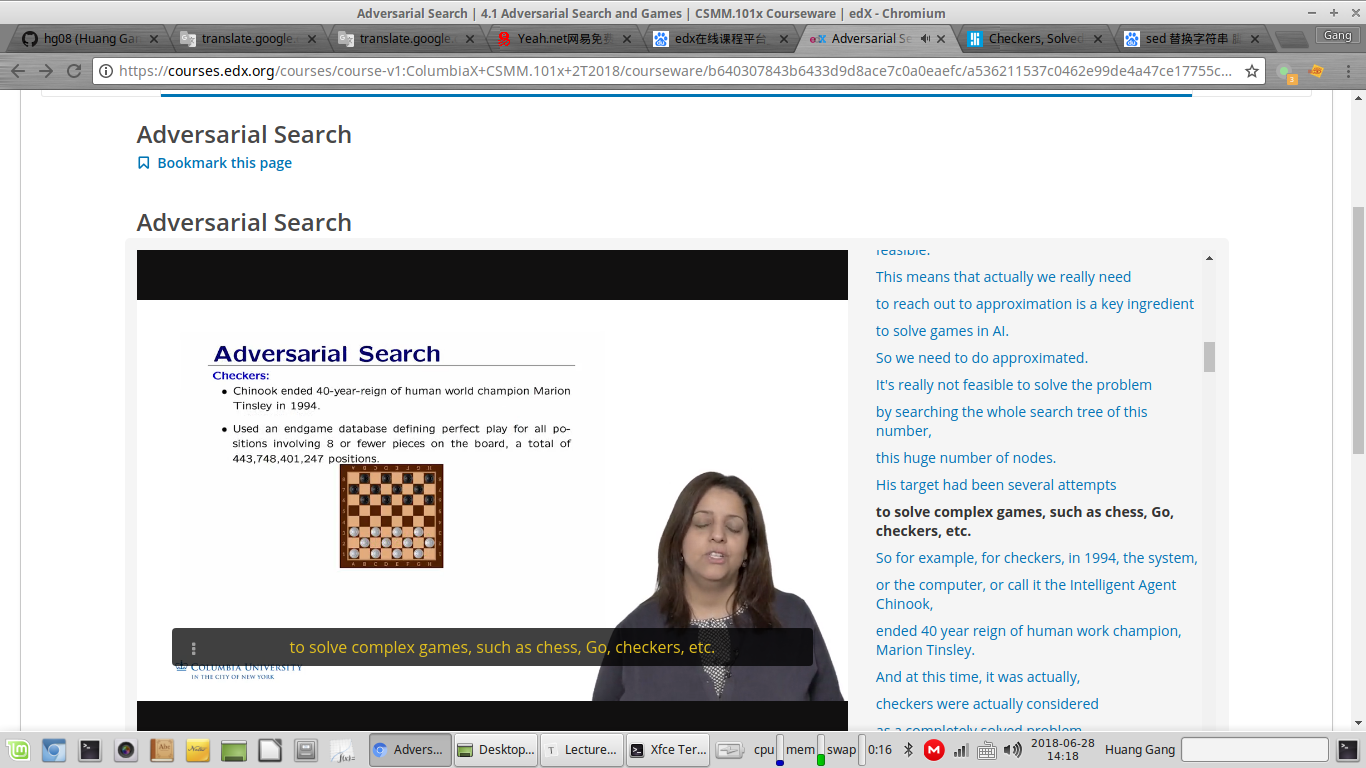 Adversarial Search | 4.1 Adversarial Search and Games | CSMM.101x Courseware | edX - Chromium
hg08 (Huang Ga
translate.google.
translate.google.
Yeah.net网易免费
edx在线课程平台
Adversarial Se
Checkers, Solved
sed 替换字符串
Gang
https://courses.edx.org/courses/course-v1:ColumbiaX+CSMM.101x+2T2018/courseware/b640307843b6433d9d8ace7c0a0eaefc/a536211537c0462e99de4a47ce17755c...
3
Adversarial Search
Bookmark this page
Adversarial Search
Adversarial Search
Checkers:
• Chinook ended 40-year-reign of human world champion Marion
Tinsley in 1994.
• Used an endgame database defining perfect play for all po-
sitions involving 8 or fewer pieces on the board, a total of
443,748,401,247 positions.
to solve complex games, such as chess, Go, checkers, etc.
COLUMBIA UNIVERSITY
IN THE CITY OF NEW YORK
feasible.
This means that actually we really need
to reach out to approximation is a key ingredient
to solve games in AI.
So we need to do approximated.
It's really not feasible to solve the problem
by searching the whole search tree of this
number,
this huge number of nodes.
His target had been several attempts
to solve complex games, such as chess, Go,
checkers, etc.
So for example, for checkers, in 1994, the system,
or the computer, or call it the Intelligent Agent
Chinook,
ended 40 year reign of human work champion,
Marion Tinsley.
And at this time, it was actually,
checkers were actually considered
as a completely solved problem
Advers...
Desktop...
Lecture...
Xfce Ter...
cpu
mem
swap
0:16
2018-06-28
14:18
Huang Gang